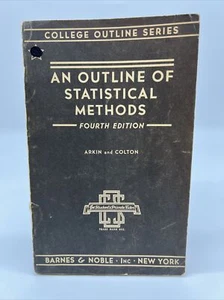 COLLEGE OUTLINE SERIES
AN OUTLINE OF
STATISTICAL
METHODS
FOURTH EDITION
ARKIN and COLTON
BARNES & NOBLE · INC · NEW YORK